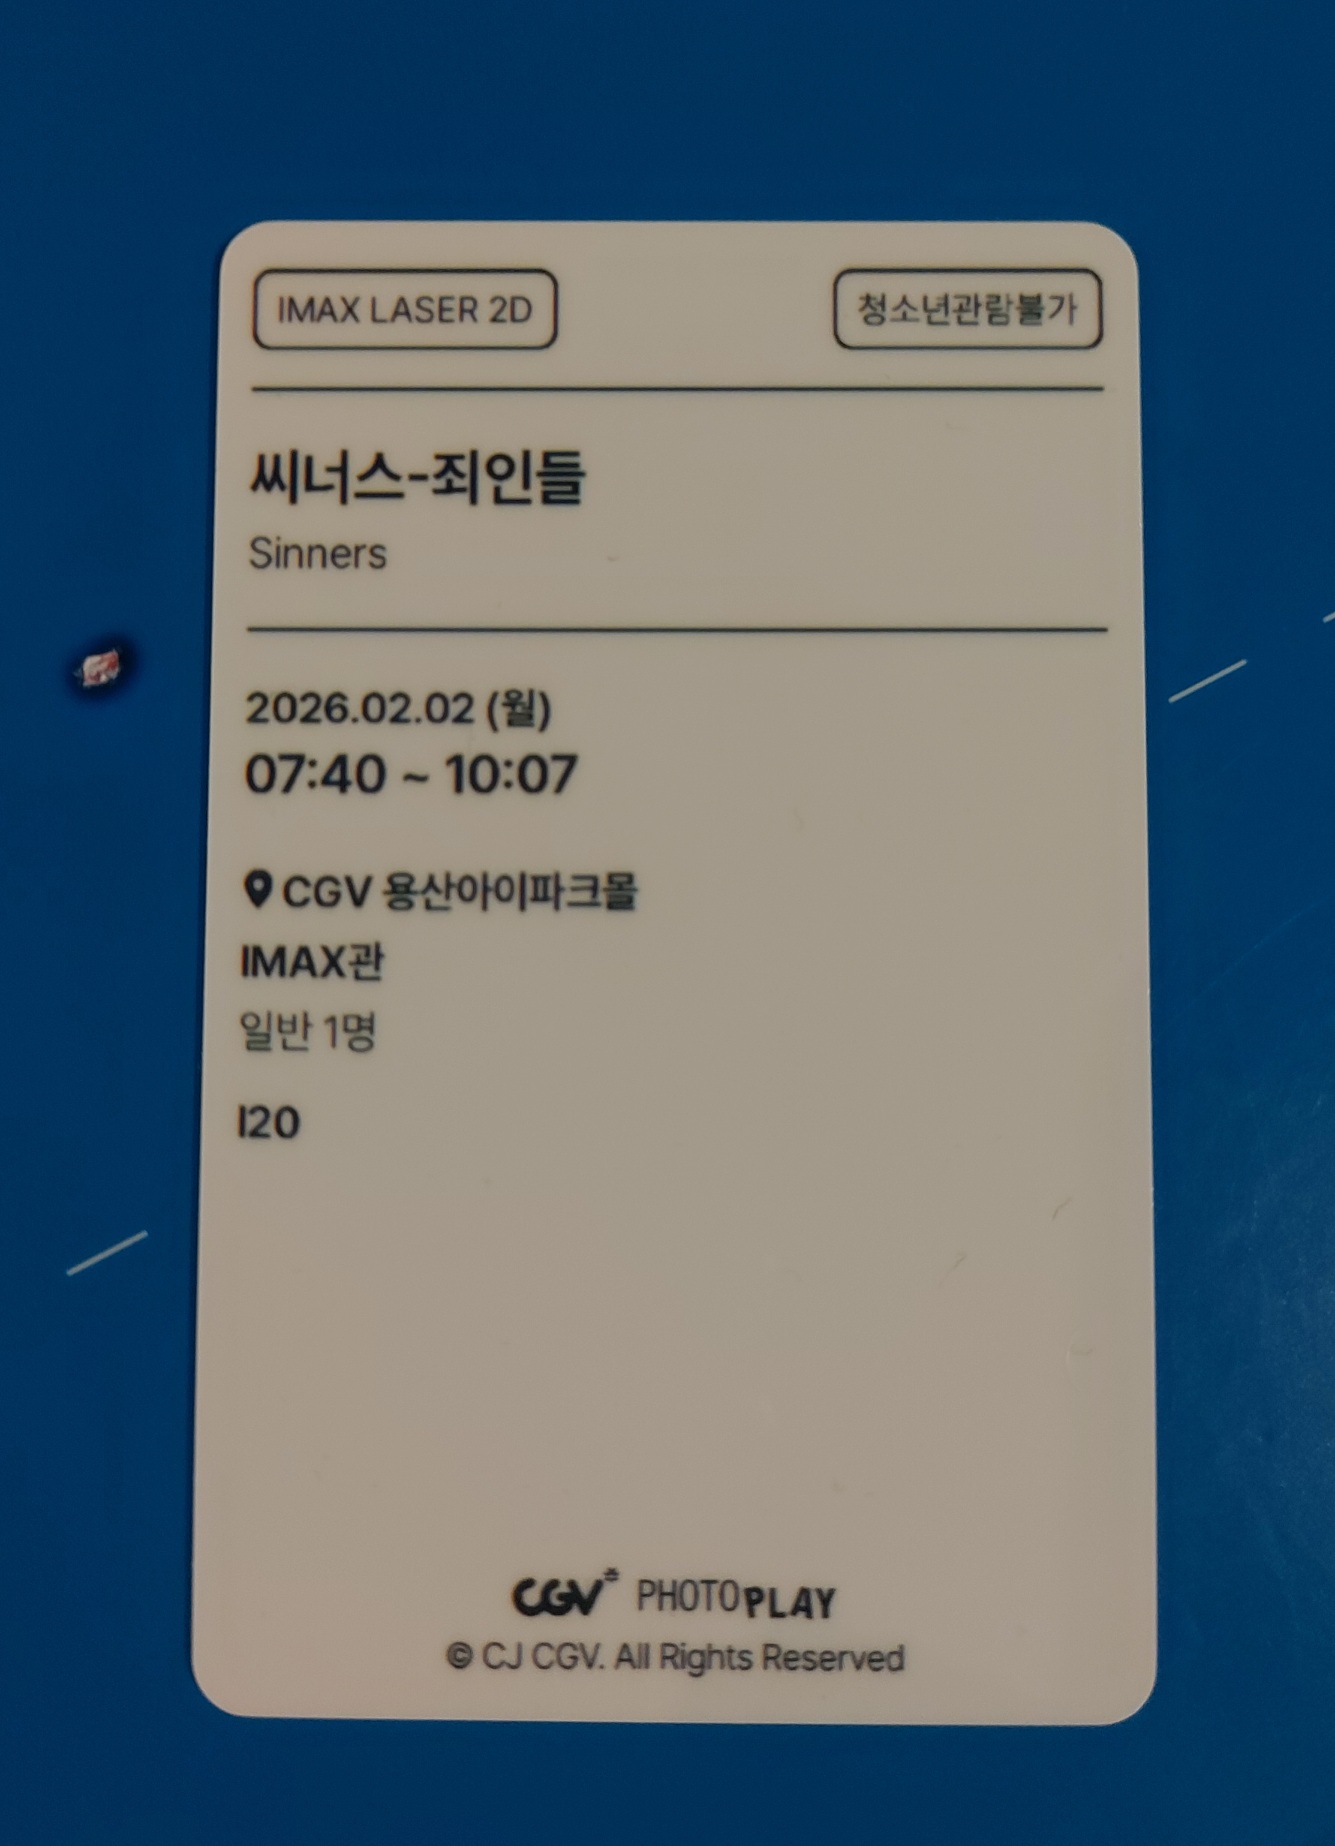 IMAX LASER 2D 청소년관람불가
씨너스-죄인들
Sinners
2026.02.02 (월)
07:40 ~ 10:07
CGV 용산아이파크몰
IMAX관
일반 1명
I20
CGV PHOTOPLAY
© CJ CGV. All Rights Reserved